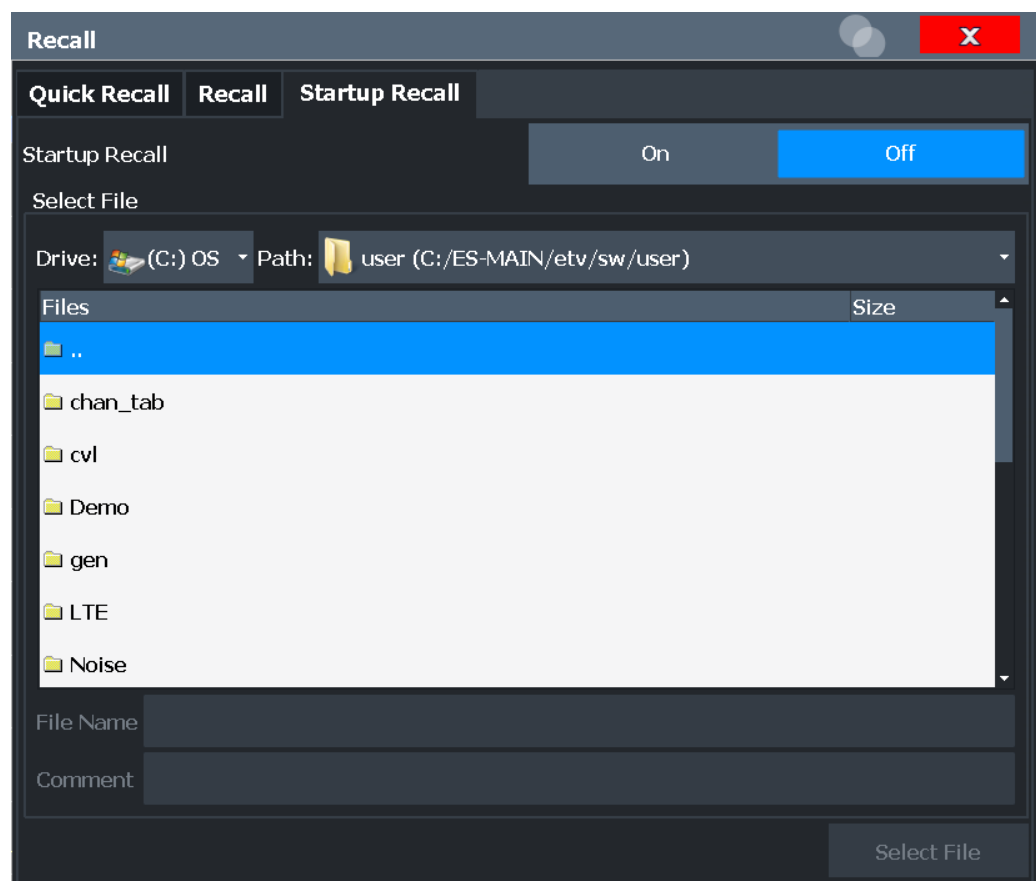 Recall X
Quick Recall Recall Startup Recall
Startup Recall On Off
Select File
Drive: (C:) OS Path: user (C:/ES-MAIN/etv/sw/user)
Files Size
..
chan_tab
cvl
Demo
gen
LTE
Noise
File Name
Comment
Select File